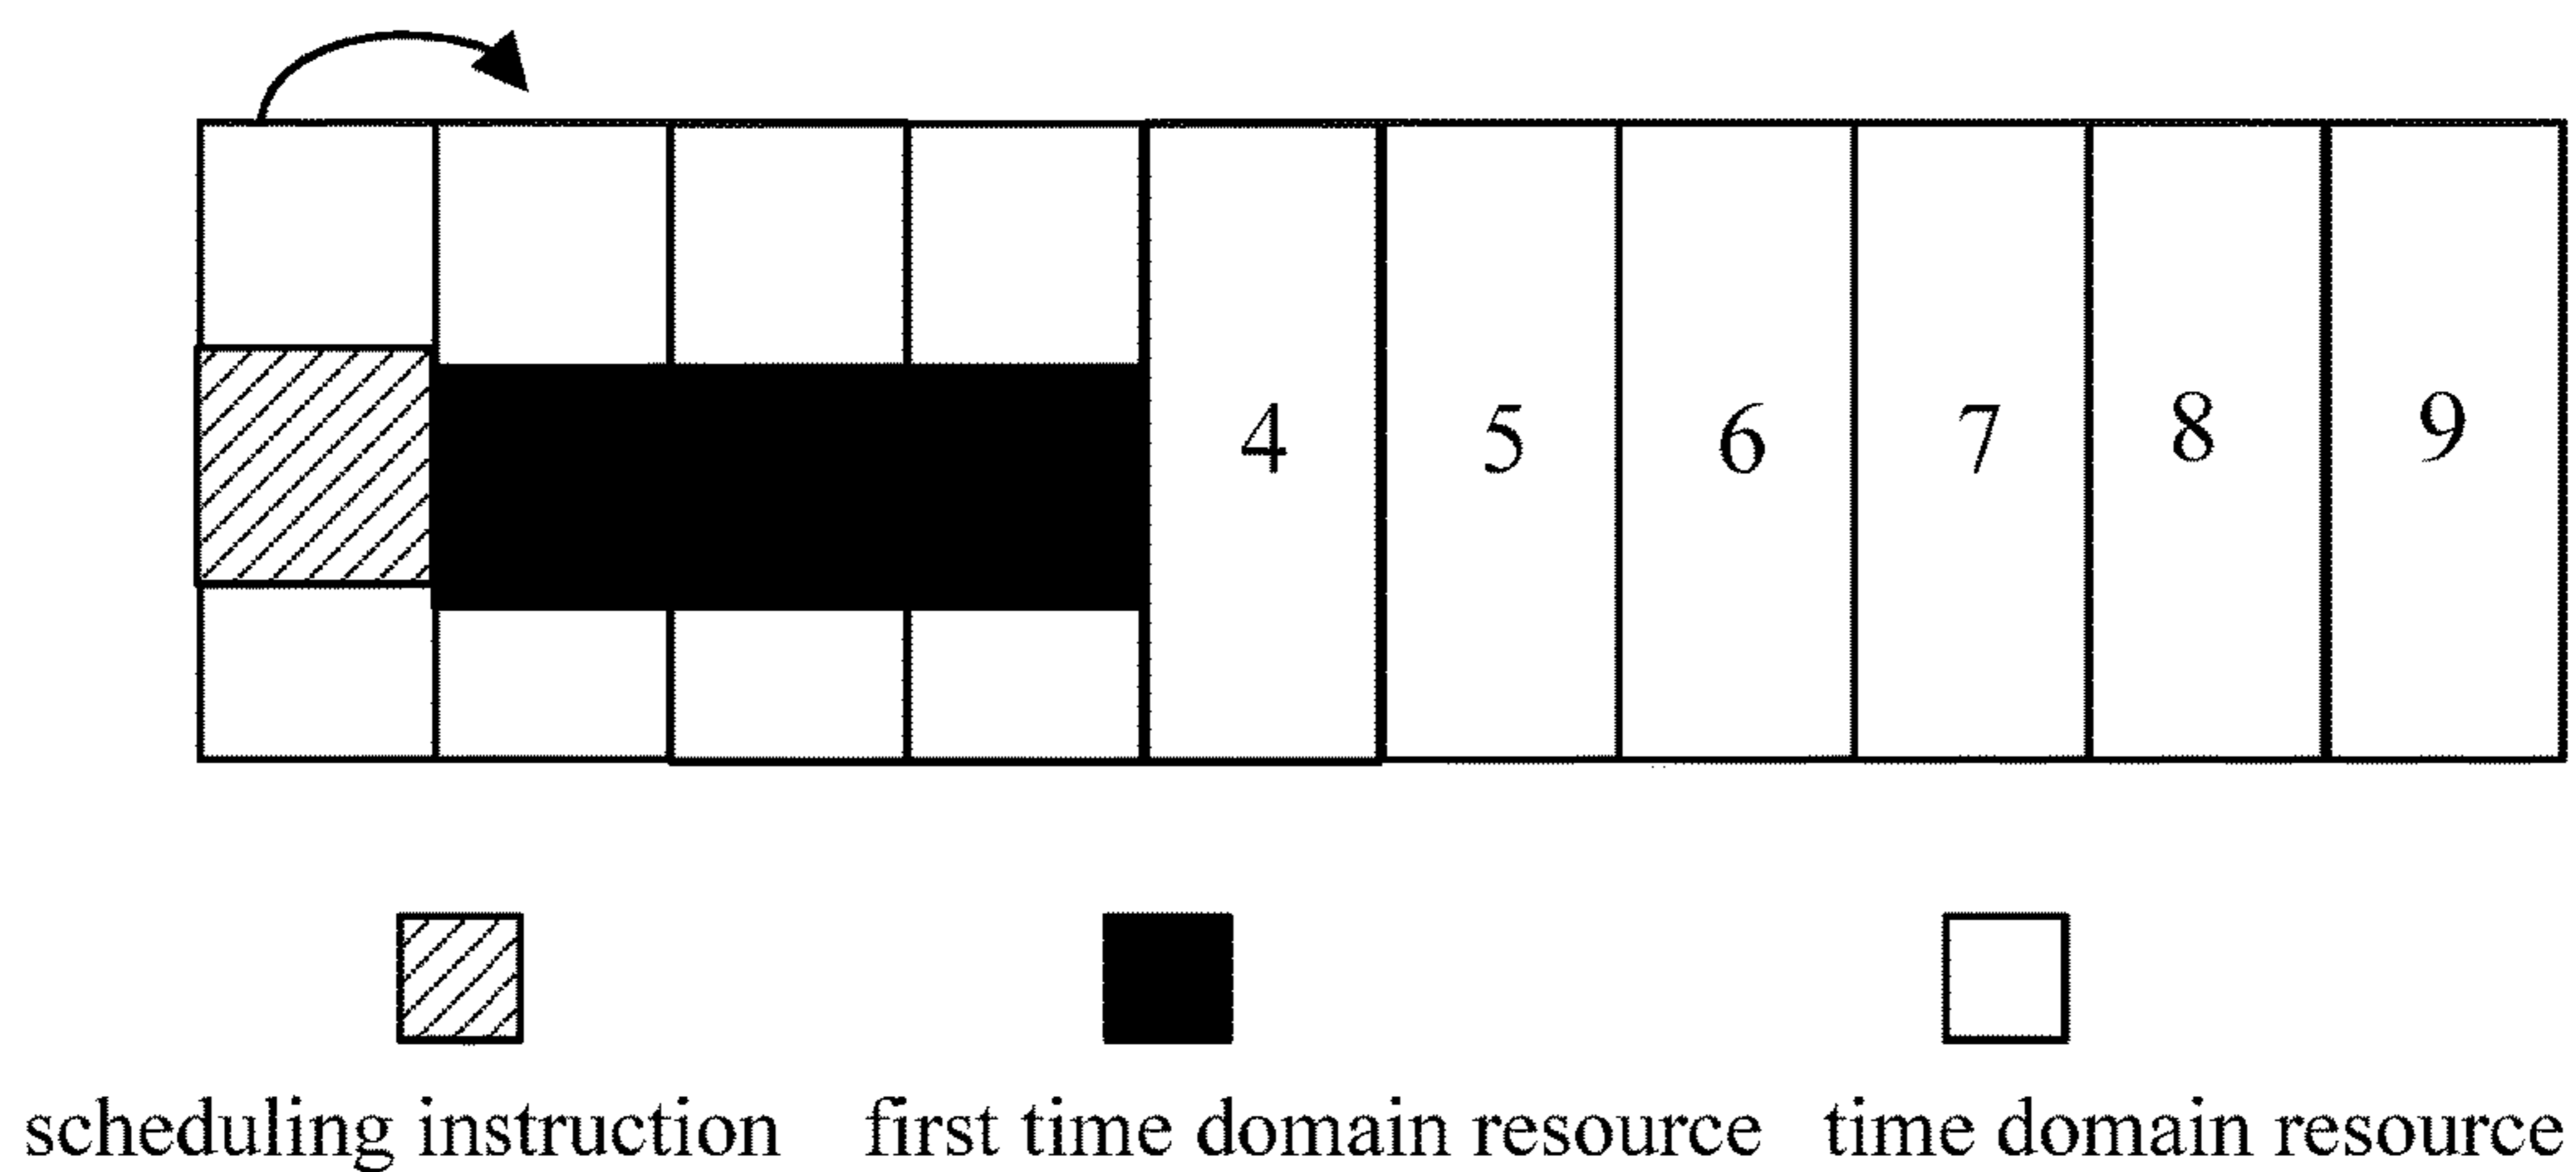 4 5 6 7 8 9
scheduling instruction first time domain resource time domain resource